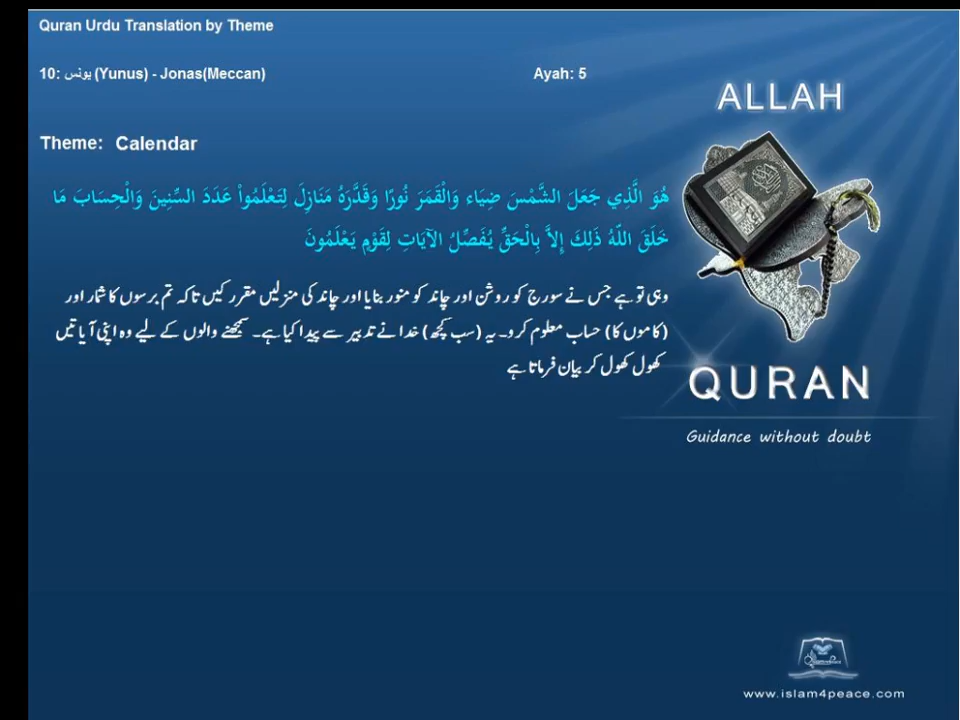 Quran Urdu Translation by Theme
10: يونس (Yunus) - Jonas(Meccan) Ayah: 5
Theme: Calendar
هُوَ الَّذِي جَعَلَ الشَّمْسَ ضِيَاء وَالْقَمَرَ نُورًا وَقَدَّرَهُ مَنَازِلَ لِتَعْلَمُواْ عَدَدَ السِّنِينَ وَالْحِسَابَ مَا
خَلَقَ اللّهُ ذَلِكَ إِلاَّ بِالْحَقِّ يُفَصِّلُ الآيَاتِ لِقَوْمٍ يَعْلَمُونَ
وہی تو ہے جس نے سورج کو روشن اور چاند کو منور بنایا اور چاند کی منزلیں مقرر کیں تاکہ تم برسوں کا شمار اور
(کاموں کا) حساب معلوم کرو۔ یہ (سب کچھ) خدا نے تدبیر سے پیدا کیا ہے۔ سمجھنے والوں کے لیے وہ اپنی آیاتیں
کھول کھول کر بیان فرماتا ہے
ALLAH
QURAN
Guidance without doubt
www.islam4peace.com